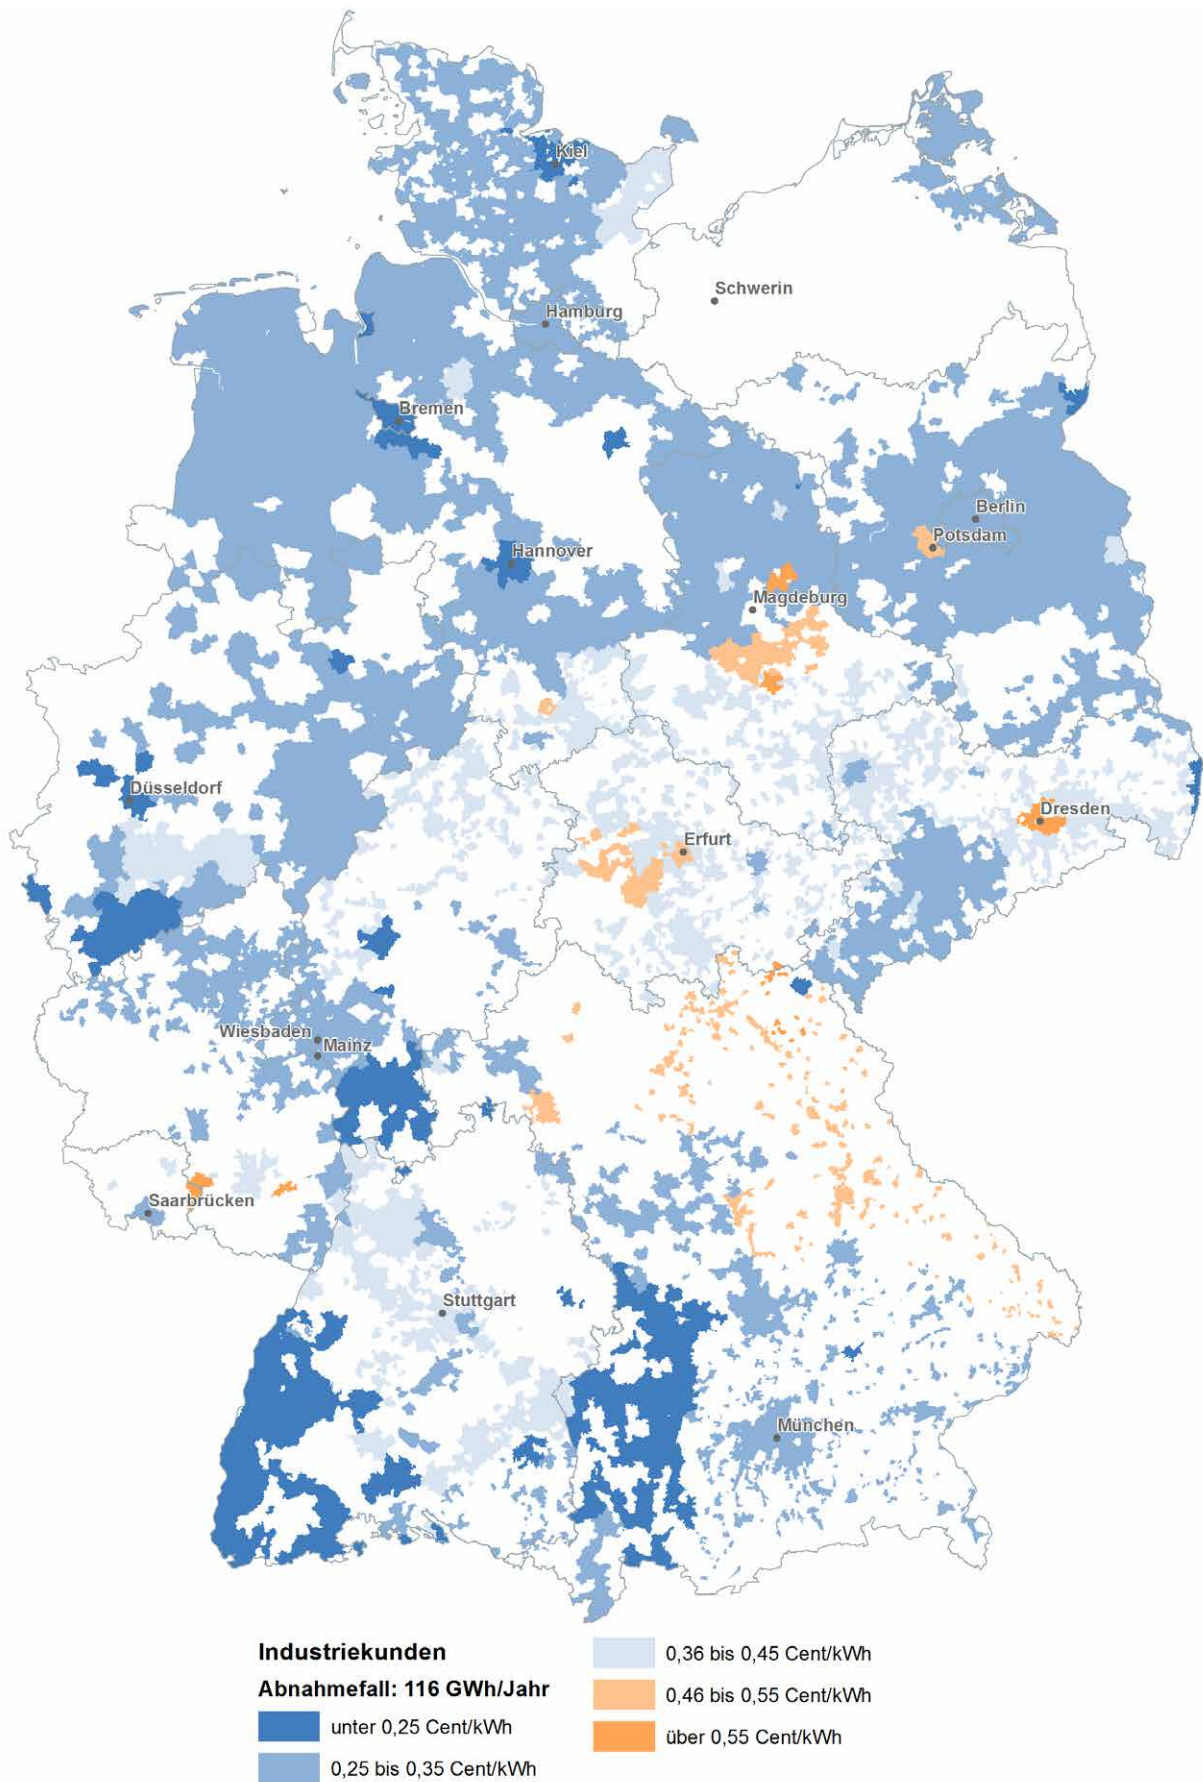 Kiel
Schwerin
Hamburg
Bremen
Berlin
Potsdam
Hannover
Magdeburg
Düsseldorf
Dresden
Erfurt
Wiesbaden
Mainz
Saarbrücken
Stuttgart
München
Industriekunden
Abnahmefall: 116 GWh/Jahr
unter 0,25 Cent/kWh
0,25 bis 0,35 Cent/kWh
0,36 bis 0,45 Cent/kWh
0,46 bis 0,55 Cent/kWh
über 0,55 Cent/kWh